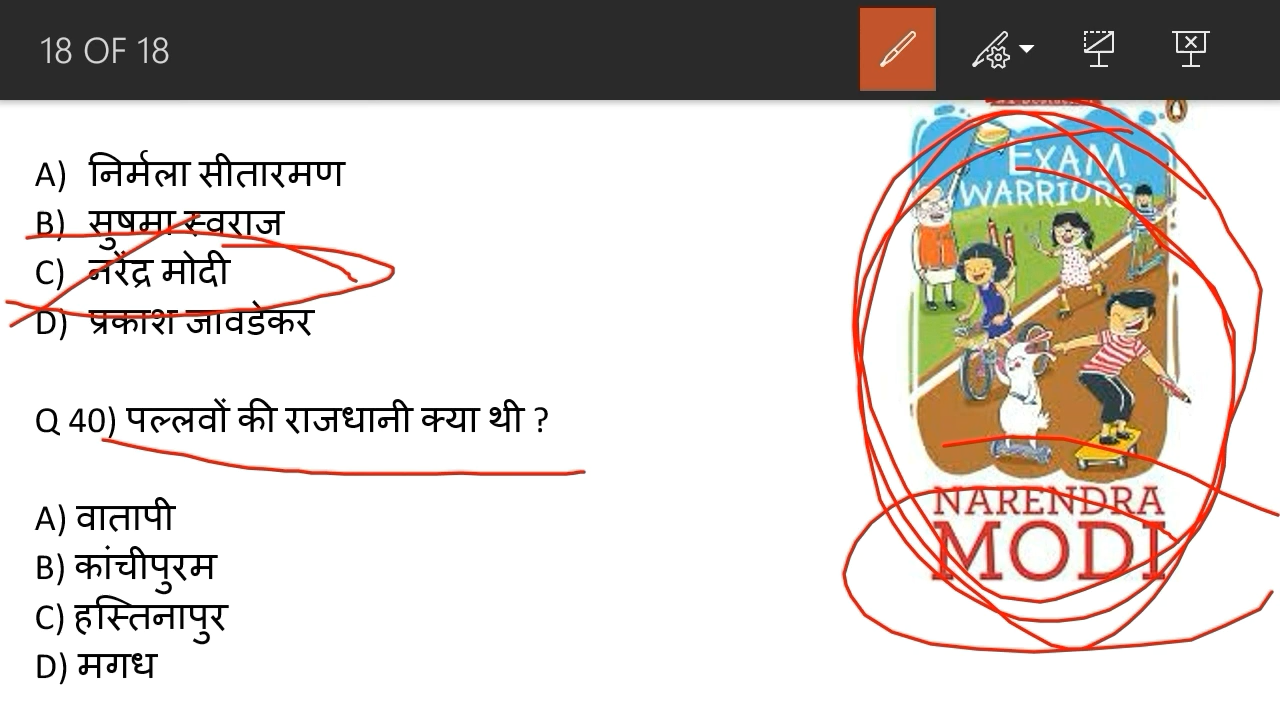 18 OF 18
A) निर्मला सीतारमण
B) सुषमा स्वराज
C) नरेंद्र मोदी
D) प्रकाश जावडेकर
Q 40) पल्लवों की राजधानी क्या थी ?
A) वातापी
B) कांचीपुरम
C) हस्तिनापुर
D) मगध
EXAM
WARRIORS
NARENDRA
MODI